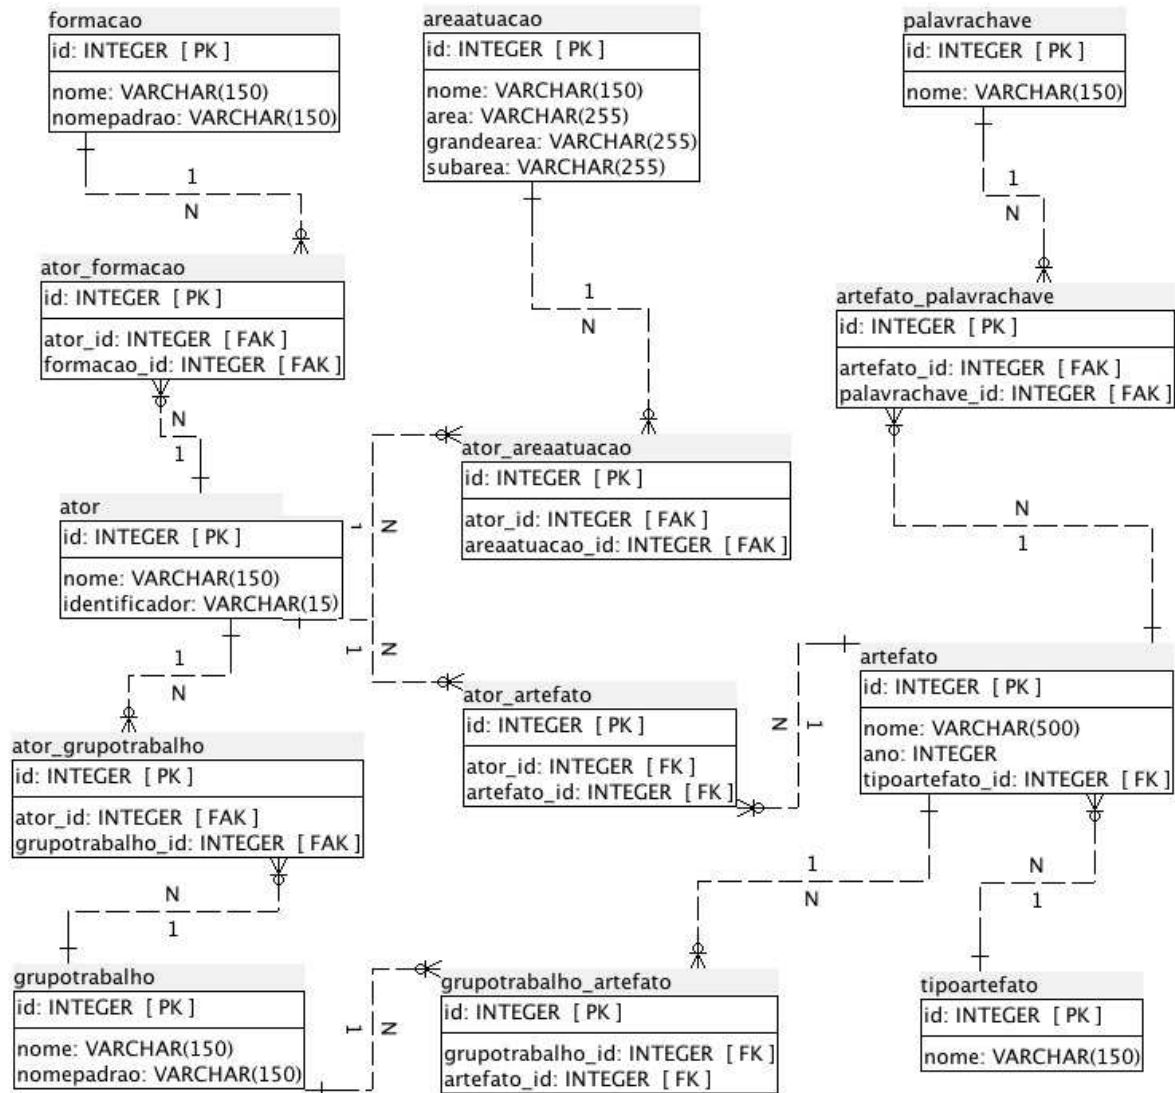 formacao
id: INTEGER [ PK ]
nome: VARCHAR(150)
nomepadrao: VARCHAR(150)
areaatuacao
id: INTEGER [ PK ]
nome: VARCHAR(150)
area: VARCHAR(255)
grandearea: VARCHAR(255)
subarea: VARCHAR(255)
palavrachave
id: INTEGER [ PK ]
nome: VARCHAR(150)
1
N
1
N
1
N
ator_formacao
id: INTEGER [ PK ]
ator_id: INTEGER [ FAK ]
formacao_id: INTEGER [ FAK ]
artefato_palavrachave
id: INTEGER [ PK ]
artefato_id: INTEGER [ FAK ]
palavrachave_id: INTEGER [ FAK ]
N
1
ator_areaatuacao
id: INTEGER [ PK ]
ator_id: INTEGER [ FAK ]
areaatuacao_id: INTEGER [ FAK ]
1
N
N
1
ator
id: INTEGER [ PK ]
nome: VARCHAR(150)
identificador: VARCHAR(15)
1
N
1
N
ator_artefato
id: INTEGER [ PK ]
ator_id: INTEGER [ FK ]
artefato_id: INTEGER [ FK ]
N
1
artefato
id: INTEGER [ PK ]
nome: VARCHAR(500)
ano: INTEGER
tipoartefato_id: INTEGER [ FK ]
ator_grupotrabalho
id: INTEGER [ PK ]
ator_id: INTEGER [ FAK ]
grupotrabalho_id: INTEGER [ FAK ]
N
1
1
N
N
1
grupotrabalho
id: INTEGER [ PK ]
nome: VARCHAR(150)
nomepadrao: VARCHAR(150)
1
N
grupotrabalho_artefato
id: INTEGER [ PK ]
grupotrabalho_id: INTEGER [ FK ]
artefato_id: INTEGER [ FK ]
tipoartefato
id: INTEGER [ PK ]
nome: VARCHAR(150)